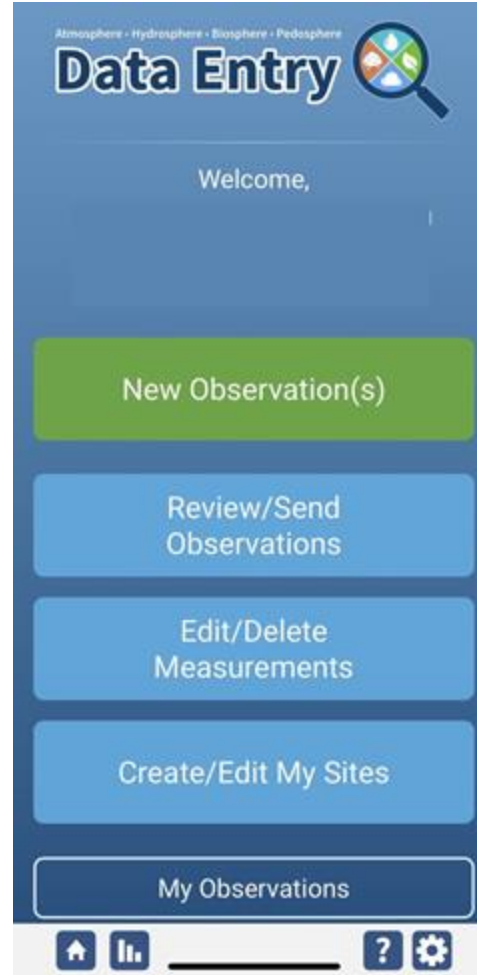 Atmosphere • Hydrosphere • Biosphere • Pedosphere
Data Entry
Welcome,
New Observation(s)
Review/Send
Observations
Edit/Delete
Measurements
Create/Edit My Sites
My Observations
?